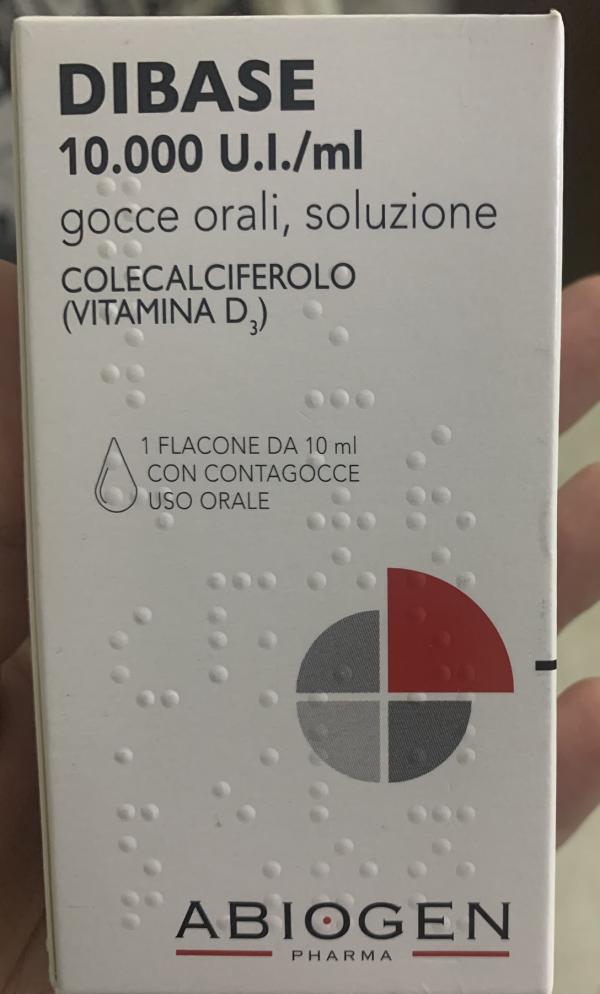 DIBASE
10.000 U.I./ml
gocce orali, soluzione
COLECALCIFEROLO
(VITAMINA D₃)
1 FLACONE DA 10 ml
CON CONTAGOCCE
USO ORALE
ABIOGEN
PHARMA